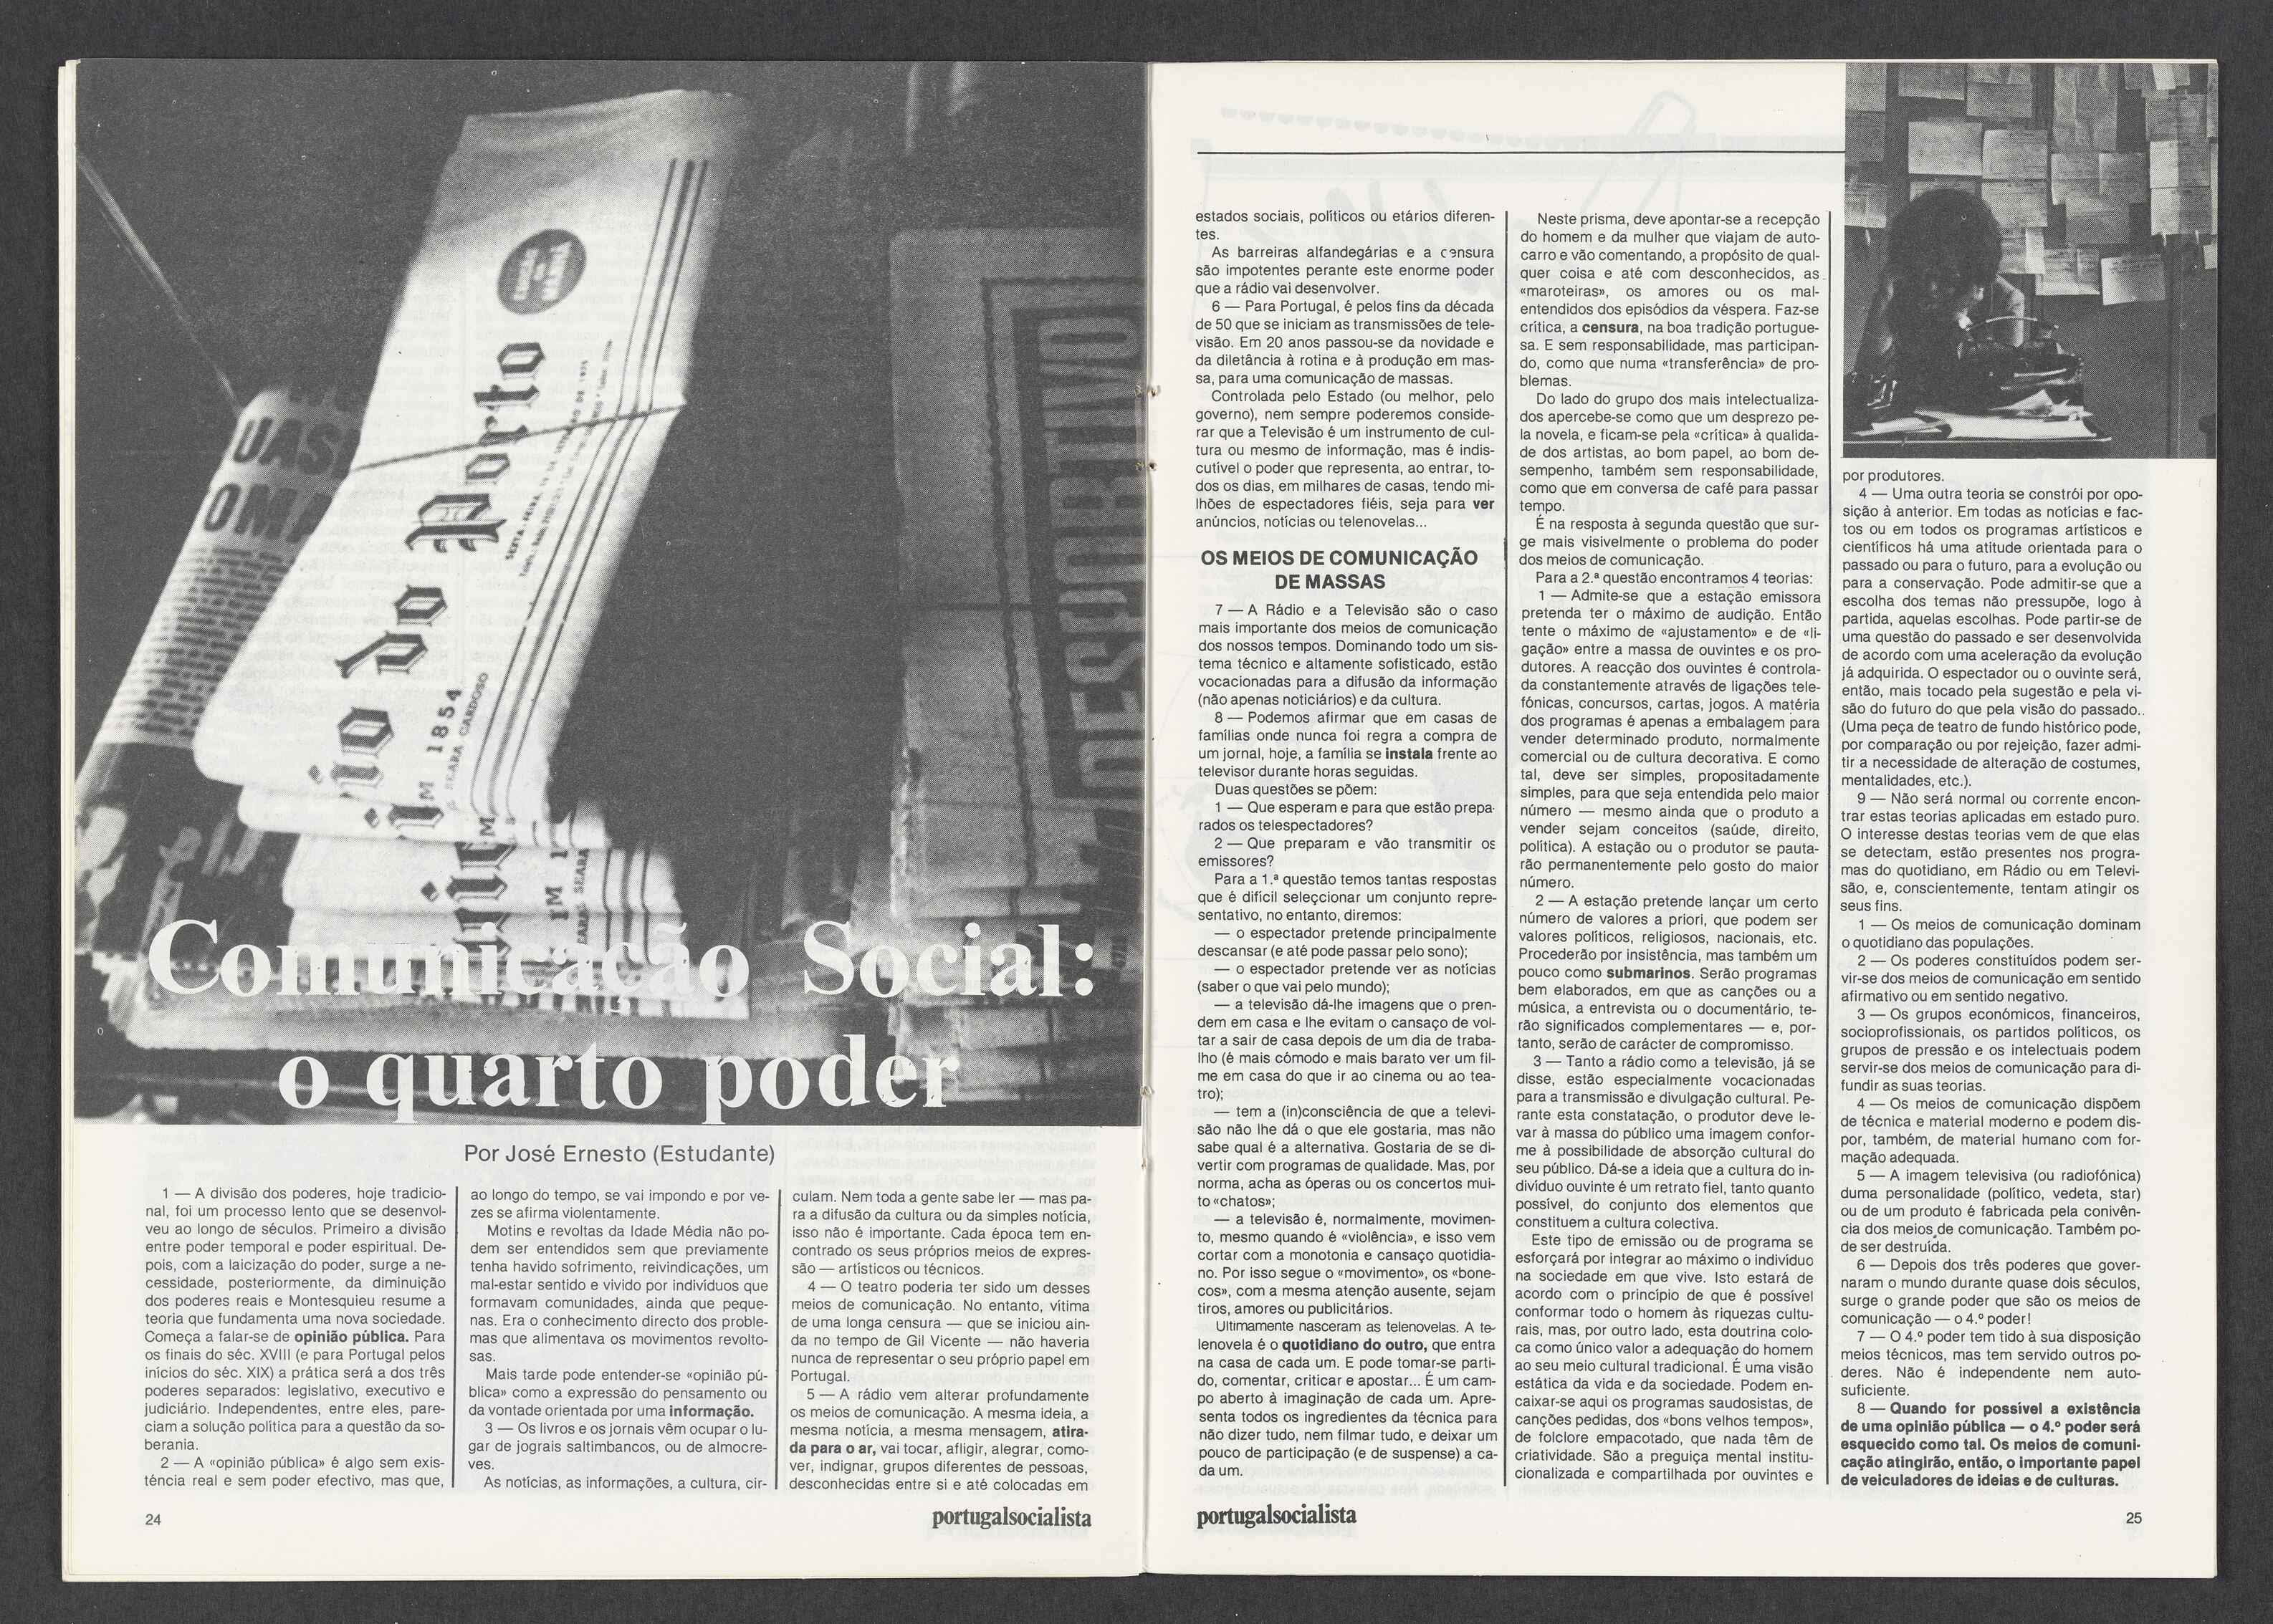 UAS
OMA
io do Porto
SEARA CARDOSO
M 1854
DESPORTIVO
Comunicação Social:
o quarto poder
Por José Ernesto (Estudante)
1 — A divisão dos poderes, hoje tradicio-
nal, foi um processo lento que se desenvol-
veu ao longo de séculos. Primeiro a divisão
entre poder temporal e poder espiritual. De-
pois, com a laicização do poder, surge a ne-
cessidade, posteriormente, da diminuição
dos poderes reais e Montesquieu resume a
teoria que fundamenta uma nova sociedade.
Começa a falar-se de opinião pública. Para
os finais do séc. XVIII (e para Portugal pelos
inícios do séc. XIX) a prática será a dos três
poderes separados: legislativo, executivo e
judiciário. Independentes, entre eles, pare-
ciam a solução política para a questão da so-
berania.
2 — A «opinião pública» é algo sem exis-
tência real e sem poder efectivo, mas que,
ao longo do tempo, se vai impondo e por ve-
zes se afirma violentamente.
Motins e revoltas da Idade Média não po-
dem ser entendidos sem que previamente
tenha havido sofrimento, reivindicações, um
mal-estar sentido e vivido por indivíduos que
formavam comunidades, ainda que peque-
nas. Era o conhecimento directo dos proble-
mas que alimentava os movimentos revolto-
sas.
Mais tarde pode entender-se «opinião pú-
blica» como a expressão do pensamento ou
da vontade orientada por uma informação.
3 — Os livros e os jornais vêm ocupar o lu-
gar de jograis saltimbancos, ou de almocre-
ves.
As notícias, as informações, a cultura, cir-
culam. Nem toda a gente sabe ler — mas pa-
ra a difusão da cultura ou da simples notícia,
isso não é importante. Cada época tem en-
contrado os seus próprios meios de expres-
são — artísticos ou técnicos.
4 — O teatro poderia ter sido um desses
meios de comunicação. No entanto, vítima
de uma longa censura — que se iniciou ain-
da no tempo de Gil Vicente — não haveria
nunca de representar o seu próprio papel em
Portugal.
5 — A rádio vem alterar profundamente
os meios de comunicação. A mesma ideia, a
mesma notícia, a mesma mensagem, atira-
da para o ar, vai tocar, afligir, alegrar, como-
ver, indignar, grupos diferentes de pessoas,
desconhecidas entre si e até colocadas em
24
portugalsocialista
estados sociais, políticos ou etários diferen-
tes.
As barreiras alfandegárias e a censura
são impotentes perante este enorme poder
que a rádio vai desenvolver.
6 — Para Portugal, é pelos fins da década
de 50 que se iniciam as transmissões de tele-
visão. Em 20 anos passou-se da novidade e
da diletância à rotina e à produção em mas-
sa, para uma comunicação de massas.
Controlada pelo Estado (ou melhor, pelo
governo), nem sempre poderemos conside-
rar que a Televisão é um instrumento de cul-
tura ou mesmo de informação, mas é indis-
cutível o poder que representa, ao entrar, to-
dos os dias, em milhares de casas, tendo mi-
lhões de espectadores fiéis, seja para ver
anúncios, notícias ou telenovelas...
OS MEIOS DE COMUNICAÇÃO
DE MASSAS
7 — A Rádio e a Televisão são o caso
mais importante dos meios de comunicação
dos nossos tempos. Dominando todo um sis-
tema técnico e altamente sofisticado, estão
vocacionadas para a difusão da informação
(não apenas noticiários) e da cultura.
8 — Podemos afirmar que em casas de
famílias onde nunca foi regra a compra de
um jornal, hoje, a família se instala frente ao
televisor durante horas seguidas.
Duas questões se põem:
1 — Que esperam e para que estão prepa-
rados os telespectadores?
2 — Que preparam e vão transmitir os
emissores?
Para a 1.ª questão temos tantas respostas
que é difícil selecçionar um conjunto repre-
sentativo, no entanto, diremos:
— o espectador pretende principalmente
descansar (e até pode passar pelo sono);
— o espectador pretende ver as notícias
(saber o que vai pelo mundo);
— a televisão dá-lhe imagens que o pren-
dem em casa e lhe evitam o cansaço de vol-
tar a sair de casa depois de um dia de traba-
lho (é mais cómodo e mais barato ver um fil-
me em casa do que ir ao cinema ou ao tea-
tro);
— tem a (in)consciência de que a televi-
são não lhe dá o que ele gostaria, mas não
sabe qual é a alternativa. Gostaria de se di-
vertir com programas de qualidade. Mas, por
norma, acha as óperas ou os concertos mui-
to «chatos»;
— a televisão é, normalmente, movimen-
to, mesmo quando é «violência», e isso vem
cortar com a monotonia e cansaço quotidia-
no. Por isso segue o «movimento», os «bone-
cos», com a mesma atenção ausente, sejam
tiros, amores ou publicitários.
Ultimamente nasceram as telenovelas. A te-
lenovela é o quotidiano do outro, que entra
na casa de cada um. E pode tomar-se parti-
do, comentar, criticar e apostar... É um cam-
po aberto à imaginação de cada um. Apre-
senta todos os ingredientes da técnica para
não dizer tudo, nem filmar tudo, e deixar um
pouco de participação (e de suspense) a ca-
da um.
Neste prisma, deve apontar-se a recepção
do homem e da mulher que viajam de auto-
carro e vão comentando, a propósito de qual-
quer coisa e até com desconhecidos, as
«maroteiras», os amores ou os mal-
entendidos dos episódios da véspera. Faz-se
crítica, a censura, na boa tradição portugue-
sa. E sem responsabilidade, mas participan-
do, como que numa «transferência» de pro-
blemas.
Do lado do grupo dos mais intelectualiza-
dos apercebe-se como que um desprezo pe-
la novela, e ficam-se pela «crítica» à qualida-
de dos artistas, ao bom papel, ao bom de-
sempenho, também sem responsabilidade,
como que em conversa de café para passar
tempo.
É na resposta à segunda questão que sur-
ge mais visivelmente o problema do poder
dos meios de comunicação.
Para a 2.ª questão encontramos 4 teorias:
1 — Admite-se que a estação emissora
pretenda ter o máximo de audição. Então
tente o máximo de «ajustamento» e de «li-
gação» entre a massa de ouvintes e os pro-
dutores. A reacção dos ouvintes é controla-
da constantemente através de ligações tele-
fónicas, concursos, cartas, jogos. A matéria
dos programas é apenas a embalagem para
vender determinado produto, normalmente
comercial ou de cultura decorativa. E como
tal, deve ser simples, propositadamente
simples, para que seja entendida pelo maior
número — mesmo ainda que o produto a
vender sejam conceitos (saúde, direito,
política). A estação ou o produtor se pauta-
rão permanentemente pelo gosto do maior
número.
2 — A estação pretende lançar um certo
número de valores a priori, que podem ser
valores políticos, religiosos, nacionais, etc.
Procederão por insistência, mas também um
pouco como submarinos. Serão programas
bem elaborados, em que as canções ou a
música, a entrevista ou o documentário, te-
rão significados complementares — e, por-
tanto, serão de carácter de compromisso.
3 — Tanto a rádio como a televisão, já se
disse, estão especialmente vocacionadas
para a transmissão e divulgação cultural. Pe-
rante esta constatação, o produtor deve le-
var à massa do público uma imagem confor-
me à possibilidade de absorção cultural do
seu público. Dá-se a ideia que a cultura do in-
divíduo ouvinte é um retrato fiel, tanto quanto
possível, do conjunto dos elementos que
constituem a cultura colectiva.
Este tipo de emissão ou de programa se
esforçará por integrar ao máximo o indivíduo
na sociedade em que vive. Isto estará de
acordo com o princípio de que é possível
conformar todo o homem às riquezas cultu-
rais, mas, por outro lado, esta doutrina colo-
ca como único valor a adequação do homem
ao seu meio cultural tradicional. É uma visão
estática da vida e da sociedade. Podem en-
caixar-se aqui os programas saudosistas, de
canções pedidas, dos «bons velhos tempos»,
de folclore empacotado, que nada têm de
criatividade. São a preguiça mental institu-
cionalizada e compartilhada por ouvintes e
por produtores.
4 — Uma outra teoria se constrói por opo-
sição à anterior. Em todas as notícias e fac-
tos ou em todos os programas artísticos e
científicos há uma atitude orientada para o
passado ou para o futuro, para a evolução ou
para a conservação. Pode admitir-se que a
escolha dos temas não pressupõe, logo à
partida, aquelas escolhas. Pode partir-se de
uma questão do passado e ser desenvolvida
de acordo com uma aceleração da evolução
já adquirida. O espectador ou o ouvinte será,
então, mais tocado pela sugestão e pela vi-
são do futuro do que pela visão do passado..
(Uma peça de teatro de fundo histórico pode,
por comparação ou por rejeição, fazer admi-
tir a necessidade de alteração de costumes,
mentalidades, etc.).
9 — Não será normal ou corrente encon-
trar estas teorias aplicadas em estado puro.
O interesse destas teorias vem de que elas
se detectam, estão presentes nos progra-
mas do quotidiano, em Rádio ou em Televi-
são, e, conscientemente, tentam atingir os
seus fins.
1 — Os meios de comunicação dominam
o quotidiano das populações.
2 — Os poderes constituídos podem ser-
vir-se dos meios de comunicação em sentido
afirmativo ou em sentido negativo.
3 — Os grupos económicos, financeiros,
socioprofissionais, os partidos políticos, os
grupos de pressão e os intelectuais podem
servir-se dos meios de comunicação para di-
fundir as suas teorias.
4 — Os meios de comunicação dispõem
de técnica e material moderno e podem dis-
por, também, de material humano com for-
mação adequada.
5 — A imagem televisiva (ou radiofónica)
duma personalidade (político, vedeta, star)
ou de um produto é fabricada pela conivên-
cia dos meios de comunicação. Também po-
de ser destruída.
6 — Depois dos três poderes que gover-
naram o mundo durante quase dois séculos,
surge o grande poder que são os meios de
comunicação — o 4.º poder!
7 — O 4.º poder tem tido à sua disposição
meios técnicos, mas tem servido outros po-
deres. Não é independente nem auto-
suficiente.
8 — Quando for possível a existência
de uma opinião pública — o 4.º poder será
esquecido como tal. Os meios de comuni-
cação atingirão, então, o importante papel
de veiculadores de ideias e de culturas.
portugalsocialista
25